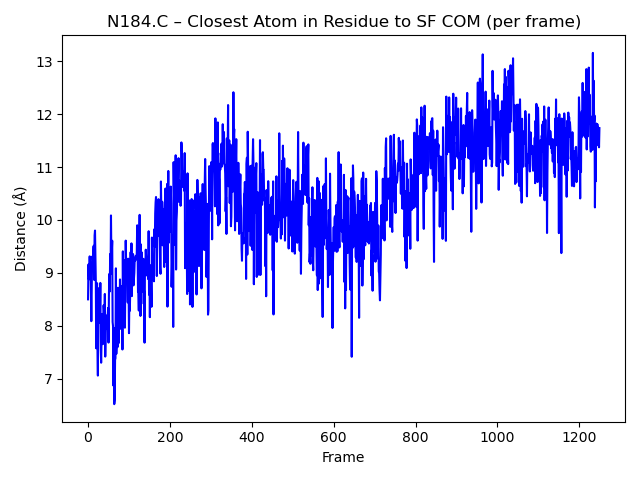 N184.C – Closest Atom in Residue to SF COM (per frame)
Distance (Å)
13
12
11
10
9
8
7
0 200 400 600 800 1000 1200
Frame